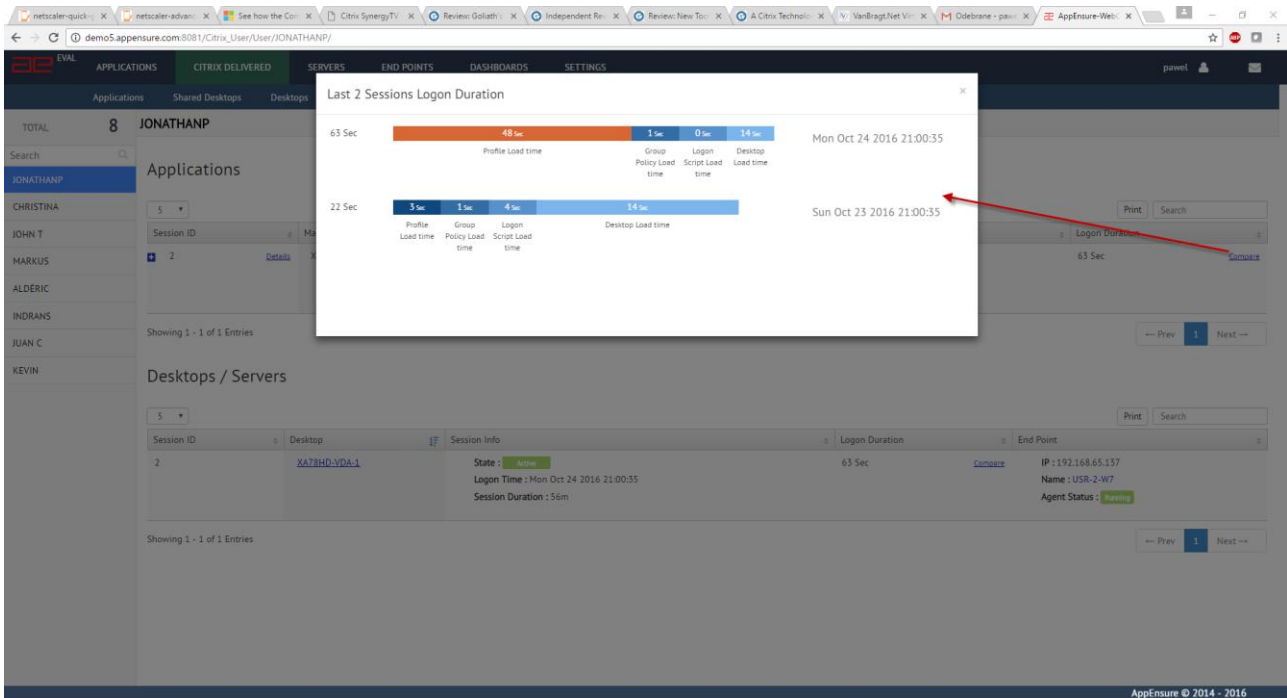 netscaler-quick-g
netscaler-advanc
See how the Com
Citrix SynergyTV
Review: Goliath's
Independent Rev
Review: New Tool
A Citrix Technolo
VanBragt.Net Virt
Odebrane - pawe
AppEnsure-WebC
demo5.appensure.com:8081/Citrix_User/User/JONATHANP/
EVAL
APPLICATIONS
CITRIX DELIVERED
SERVERS
END POINTS
DASHBOARDS
SETTINGS
pawel
Applications
Shared Desktops
Desktops
TOTAL 8
Search
JONATHANP
CHRISTINA
JOHN T
MARKUS
ALDERIC
INDRANS
JUAN C
KEVIN
JONATHANP
Last 2 Sessions Logon Duration
63 Sec
48 Sec
1 Sec
0 Sec
14 Sec
Mon Oct 24 2016 21:00:35
Profile Load time
Group
Policy Load
time
Logon
Script Load
time
Desktop
Load time
22 Sec
3 Sec
1 Sec
4 Sec
14 Sec
Sun Oct 23 2016 21:00:35
Profile
Load time
Group
Policy Load
time
Logon
Script Load
time
Desktop Load time
Applications
5
Print
Search
Session ID
Logon Duration
2
Details
63 Sec
Compare
Showing 1 - 1 of 1 Entries
← Prev 1 Next →
Desktops / Servers
5
Print
Search
Session ID
Desktop
Session Info
Logon Duration
End Point
2
XA78HD-VDA-1
State : Active
Logon Time : Mon Oct 24 2016 21:00:35
Session Duration : 56m
63 Sec
Compare
IP : 192.168.65.137
Name : USR-2-W7
Agent Status : Running
Showing 1 - 1 of 1 Entries
← Prev 1 Next →
AppEnsure © 2014 - 2016